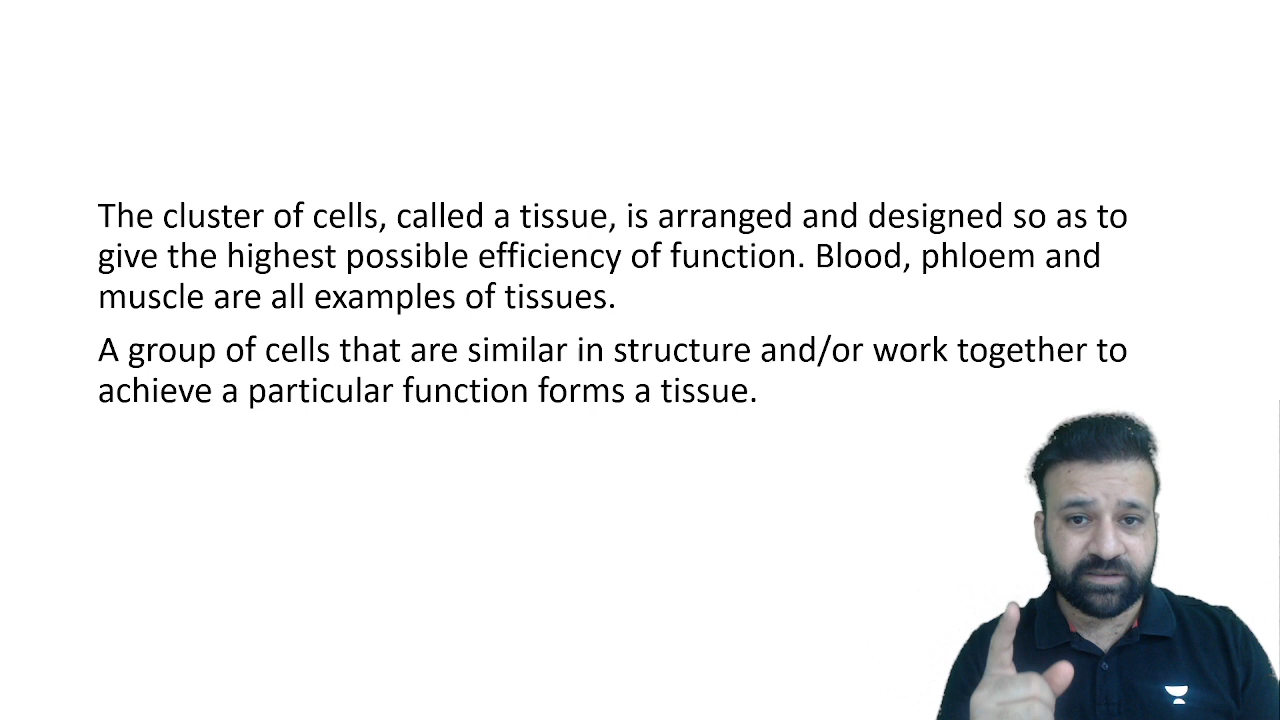 The cluster of cells, called a tissue, is arranged and designed so as to
give the highest possible efficiency of function. Blood, phloem and
muscle are all examples of tissues.
A group of cells that are similar in structure and/or work together to
achieve a particular function forms a tissue.